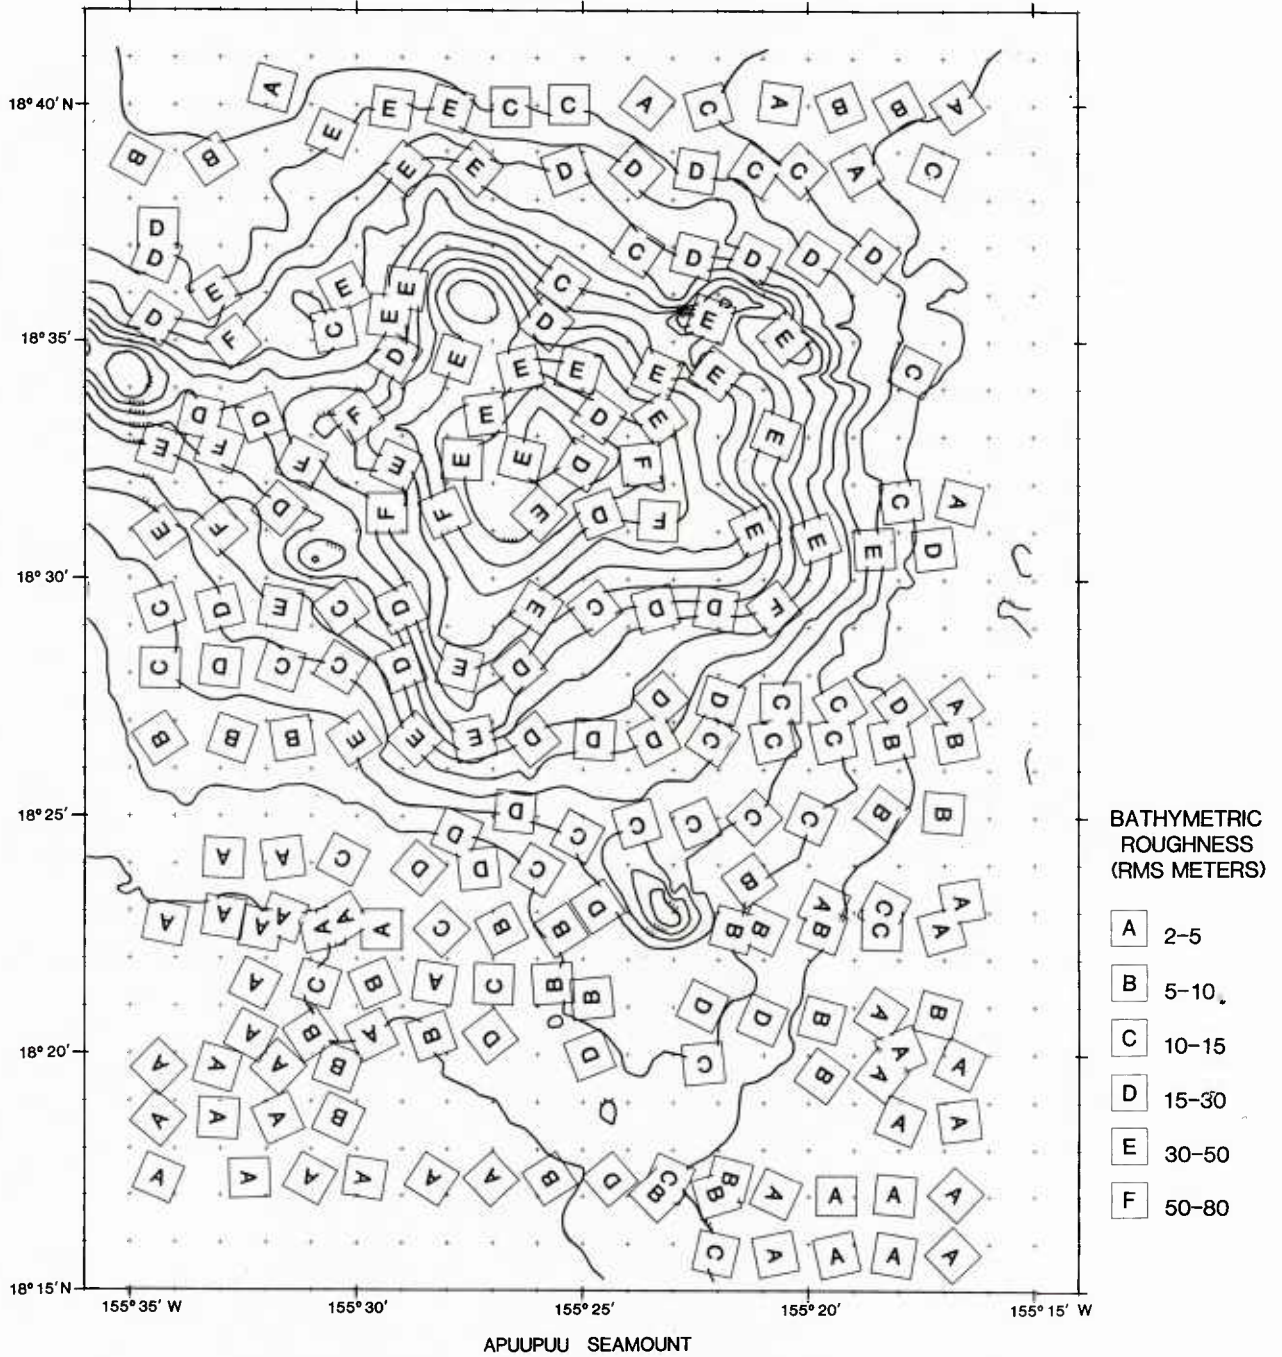 A
18° 40' N E E C C A C A B B A
E
B B E E D D D C C A C
D
D C D D D D
E E E C
D F C E D E E
18° 35'
D E E E E E C
D D F E D E E E
E F F E E E D F
D F F E D F C A
E F E E E D
18° 30'
C D E C D E C D D F
C D C C D E D
D D C C D A
B B B E E E D D D C C C B B
D C C C C B B
18° 25'
D C
A A C D D C B
D A C A
A A A A A A A C B B B B B C A
A C B A C B B D D B A B
A B A B D D A
18° 20'
A A A B C B A A
A A A B A A
A A A A A A B D C B B B A A A A
C A A A A
18° 15' N
155° 35' W 155° 30' 155° 25' 155° 20' 155° 15' W
APUUPUU SEAMOUNT
BATHYMETRIC
ROUGHNESS
(RMS METERS)
A 2-5
B 5-10
C 10-15
D 15-30
E 30-50
F 50-80